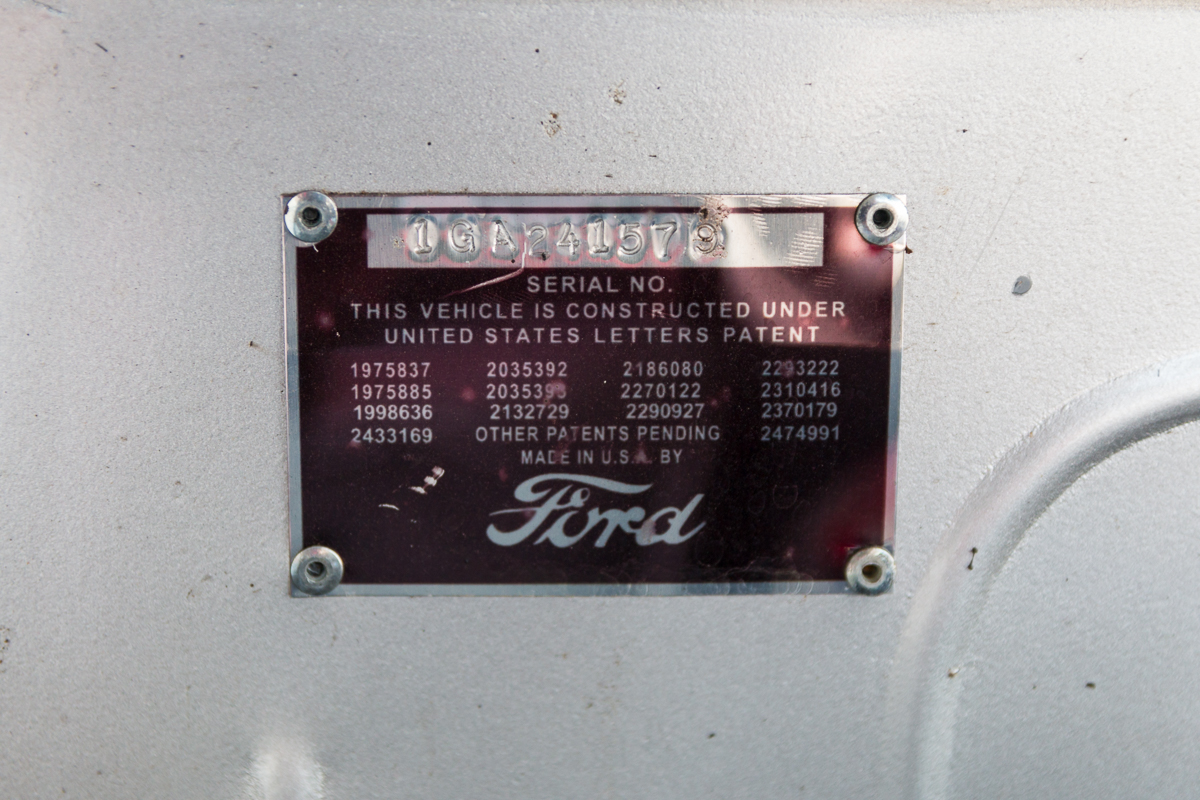 1GA241579
SERIAL NO.
THIS VEHICLE IS CONSTRUCTED UNDER
UNITED STATES LETTERS PATENT
1975837 2035392 2186080 2293222
1975885 2035393 2270122 2310416
1998636 2132729 2290927 2370179
2433169 OTHER PATENTS PENDING 2474991
MADE IN U.S.A. BY
Ford